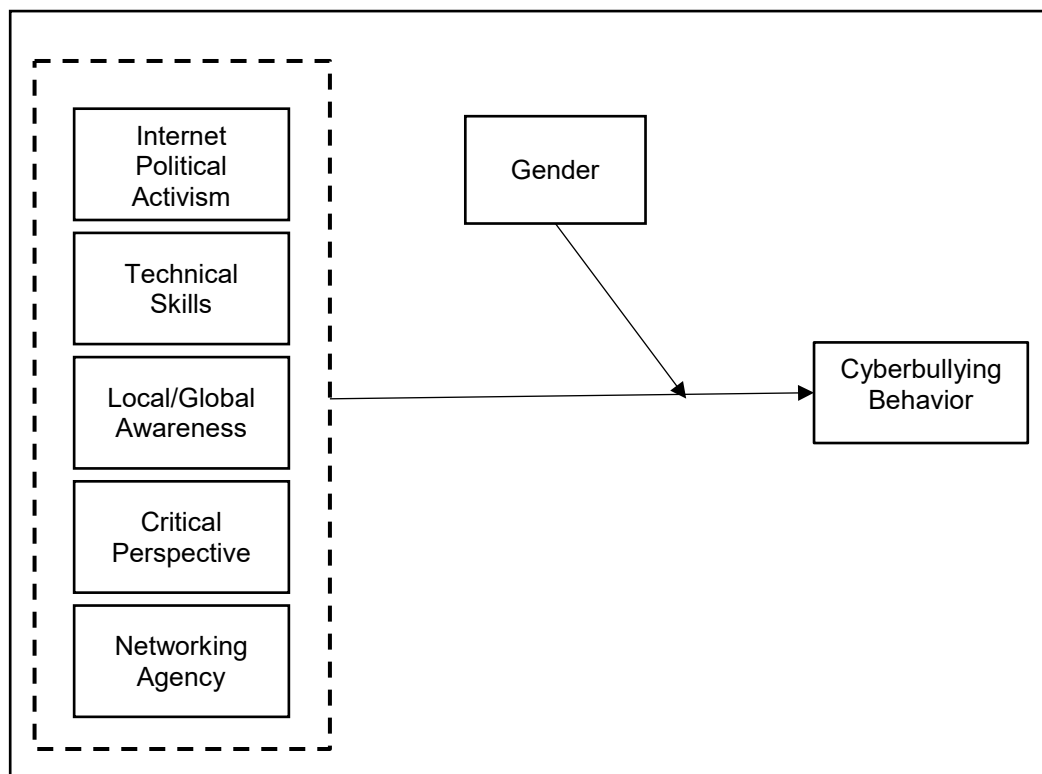 Internet
Political
Activism
Technical
Skills
Local/Global
Awareness
Critical
Perspective
Networking
Agency
Gender
Cyberbullying
Behavior